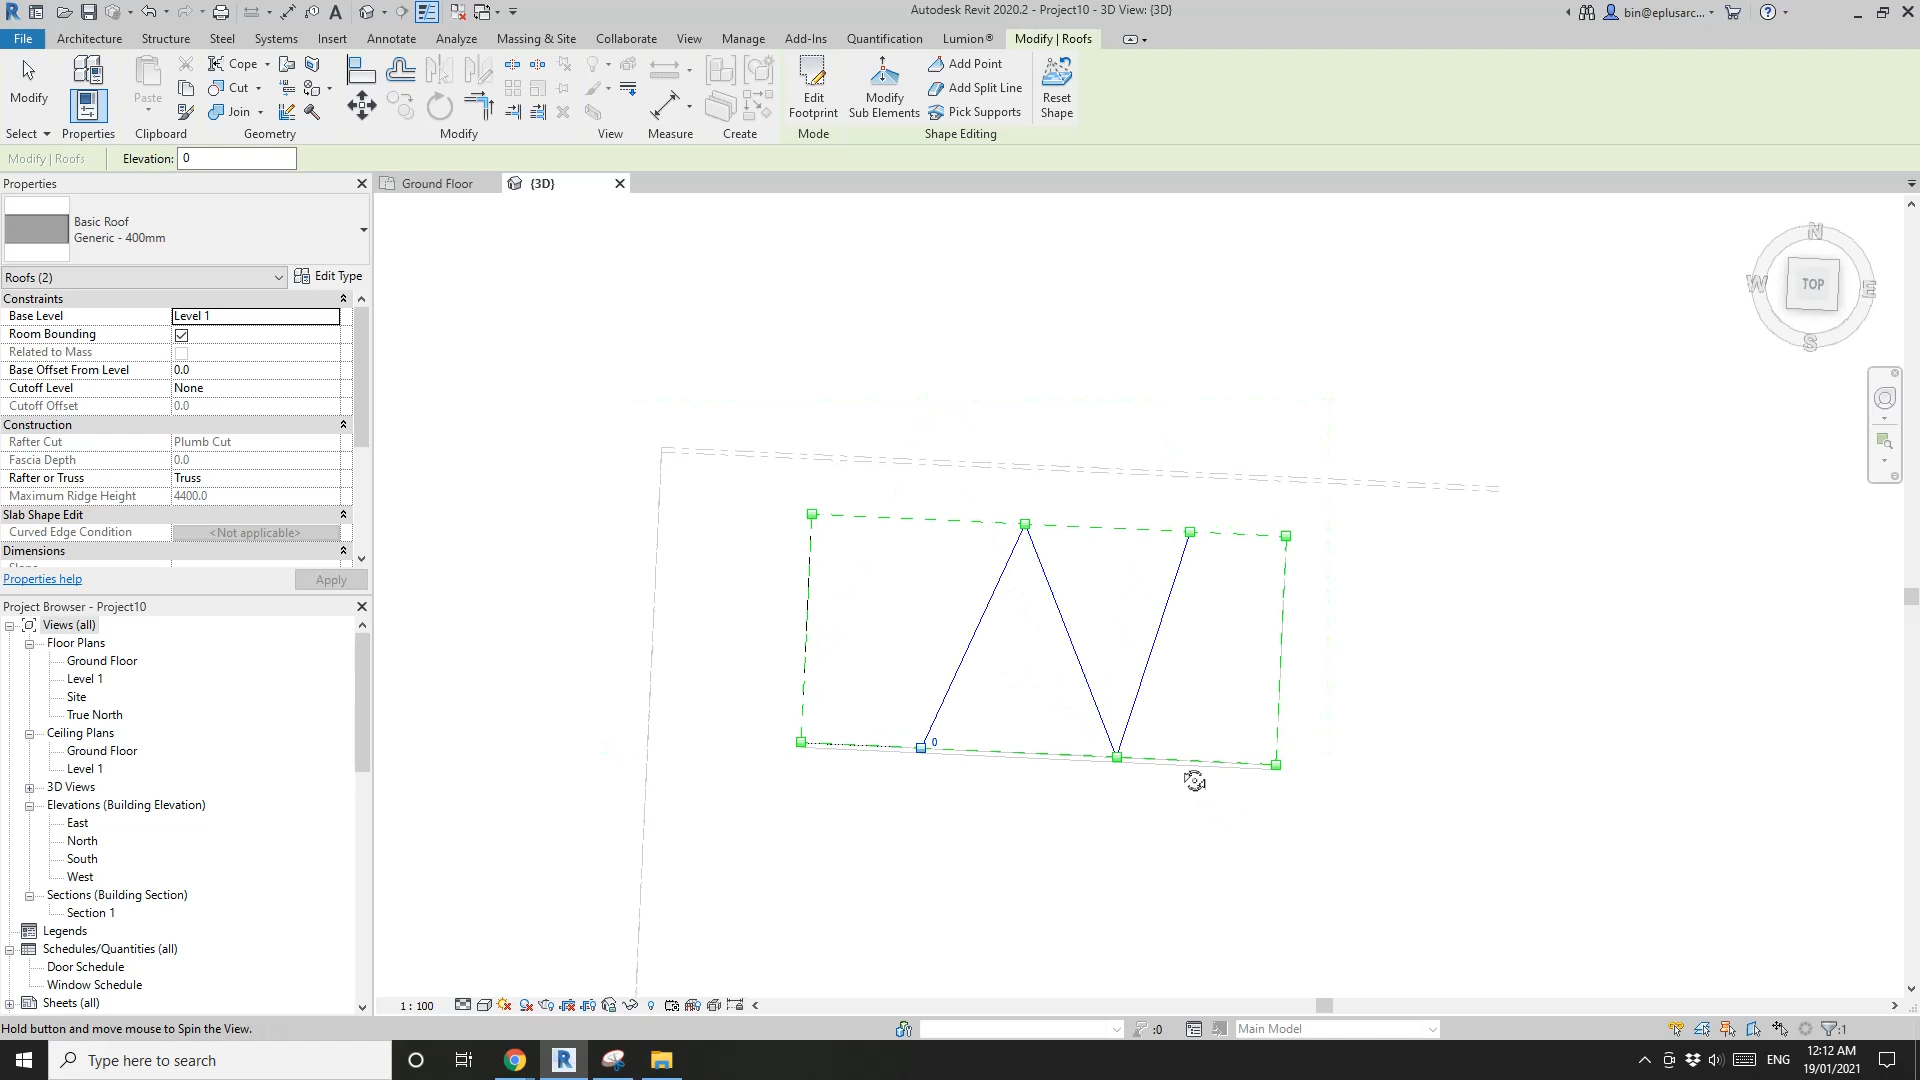 Autodesk Revit 2020.2 - Project10 - 3D View: {3D}
bin@eplusarc...
File Architecture Structure Steel Systems Insert Annotate Analyze Massing & Site Collaborate View Manage Add-Ins Quantification Lumion® Modify | Roofs
Modify
Paste
Cope
Cut
Join
Edit
Footprint
Modify
Sub Elements
Add Point
Add Split Line
Pick Supports
Reset
Shape
Select Properties Clipboard Geometry Modify View Measure Create Mode Shape Editing
Modify | Roofs Elevation: 0
Properties
Ground Floor
{3D}
Basic Roof
Generic - 400mm
Roofs (2) Edit Type
Constraints
Base Level Level 1
Room Bounding
Related to Mass
Base Offset From Level 0.0
Cutoff Level None
Cutoff Offset 0.0
Construction
Rafter Cut Plumb Cut
Fascia Depth 0.0
Rafter or Truss Truss
Maximum Ridge Height 4400.0
Slab Shape Edit
Curved Edge Condition <Not applicable>
Dimensions
Properties help Apply
Project Browser - Project10
Views (all)
Floor Plans
Ground Floor
Level 1
Site
True North
Ceiling Plans
Ground Floor
Level 1
3D Views
Elevations (Building Elevation)
East
North
South
West
Sections (Building Section)
Section 1
Legends
Schedules/Quantities (all)
Door Schedule
Window Schedule
Sheets (all)
N
W
TOP
E
S
0
1 : 100
Hold button and move mouse to Spin the View.
:0
Main Model
:1
Type here to search
ENG
12:12 AM
19/01/2021